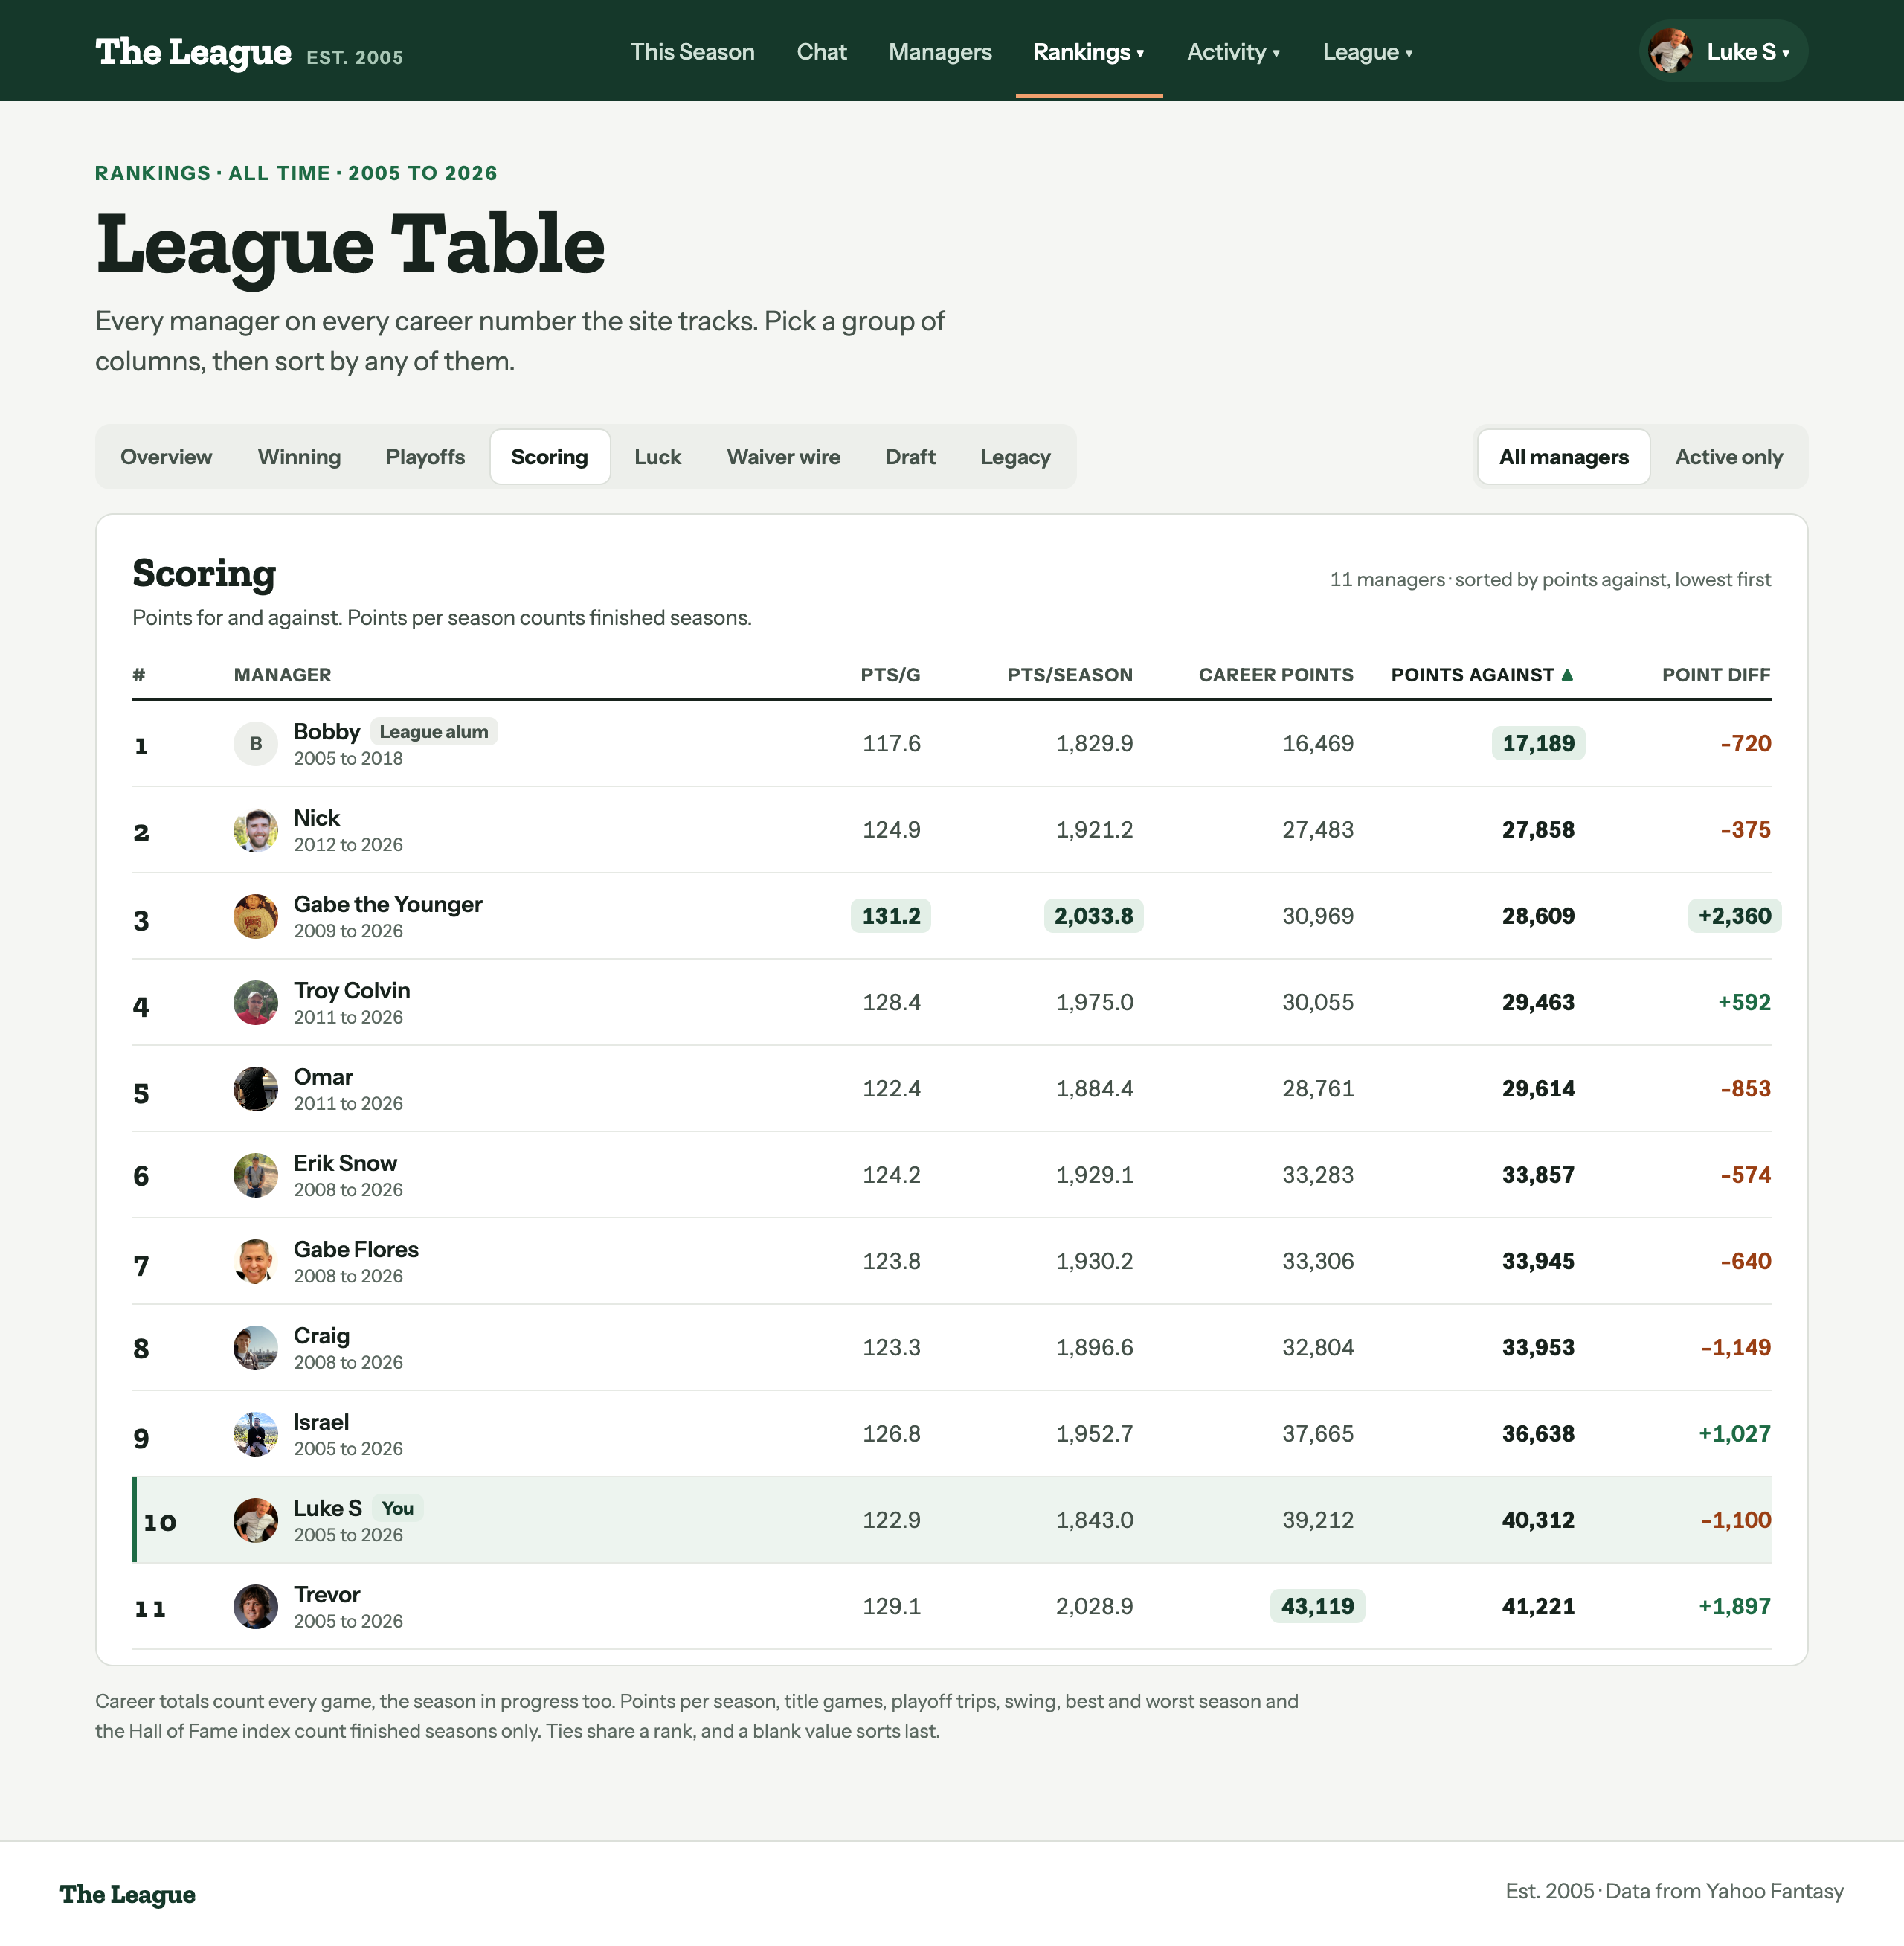 The League EST. 2005 This Season Chat Managers Rankings ▾ Activity ▾ League ▾ Luke S ▾
RANKINGS · ALL TIME · 2005 TO 2026
League Table
Every manager on every career number the site tracks. Pick a group of
columns, then sort by any of them.
Overview Winning Playoffs Scoring Luck Waiver wire Draft Legacy All managers Active only
Scoring
11 managers · sorted by points against, lowest first
Points for and against. Points per season counts finished seasons.
# MANAGER PTS/G PTS/SEASON CAREER POINTS POINTS AGAINST ▲ POINT DIFF
1 B Bobby League alum 117.6 1,829.9 16,469 17,189 -720
2005 to 2018
2 Nick 124.9 1,921.2 27,483 27,858 -375
2012 to 2026
3 Gabe the Younger 131.2 2,033.8 30,969 28,609 +2,360
2009 to 2026
4 Troy Colvin 128.4 1,975.0 30,055 29,463 +592
2011 to 2026
5 Omar 122.4 1,884.4 28,761 29,614 -853
2011 to 2026
6 Erik Snow 124.2 1,929.1 33,283 33,857 -574
2008 to 2026
7 Gabe Flores 123.8 1,930.2 33,306 33,945 -640
2008 to 2026
8 Craig 123.3 1,896.6 32,804 33,953 -1,149
2008 to 2026
9 Israel 126.8 1,952.7 37,665 36,638 +1,027
2005 to 2026
10 Luke S You 122.9 1,843.0 39,212 40,312 -1,100
2005 to 2026
11 Trevor 129.1 2,028.9 43,119 41,221 +1,897
2005 to 2026
Career totals count every game, the season in progress too. Points per season, title games, playoff trips, swing, best and worst season and
the Hall of Fame index count finished seasons only. Ties share a rank, and a blank value sorts last.
The League
Est. 2005 · Data from Yahoo Fantasy